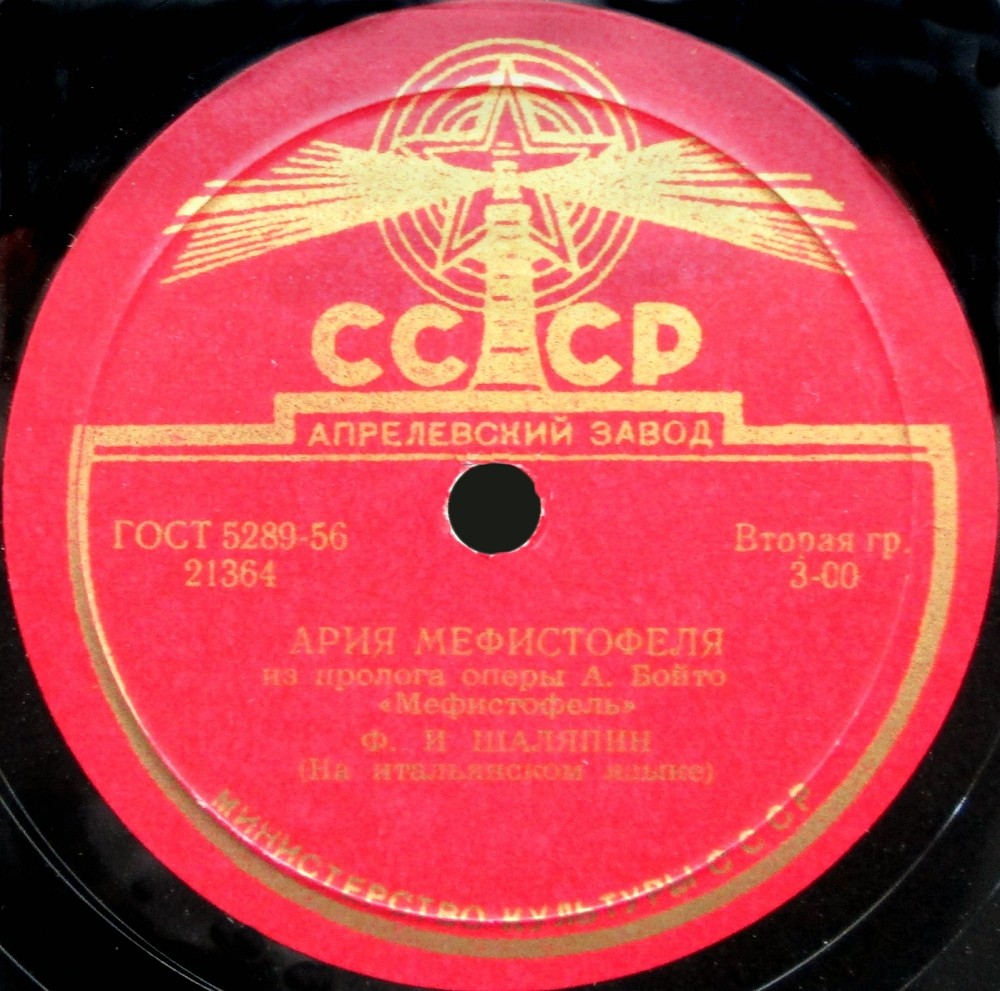 СССР
АПРЕЛЕВСКИЙ ЗАВОД
ГОСТ 5289-56
21364
Вторая гр.
3-00
АРИЯ МЕФИСТОФЕЛЯ
из пролога оперы А. Бойто
«Мефистофель»
Ф. И ШАЛЯПИН
(На итальянском языке)
МИНИСТЕРСТВО КУЛЬТУРЫ СССР